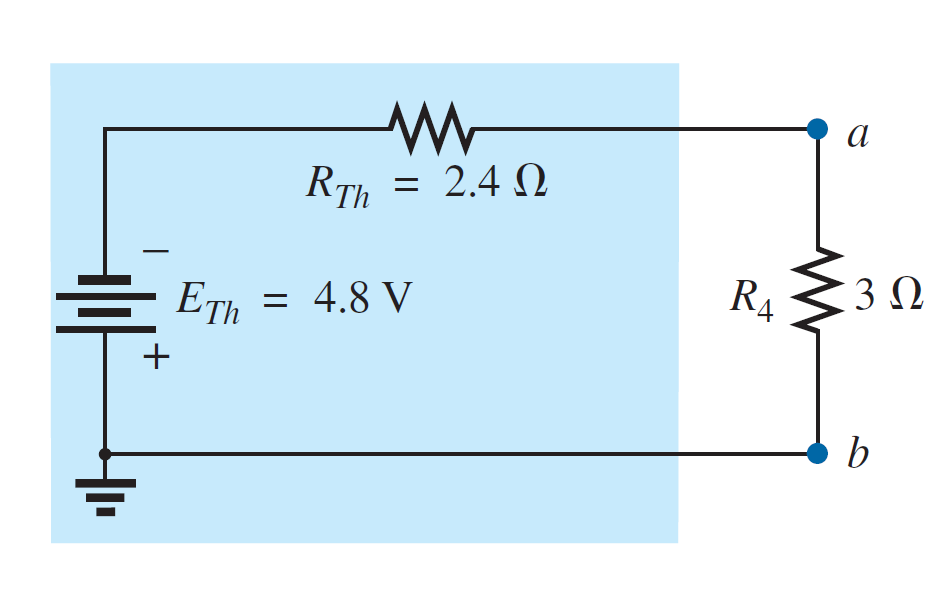 a
R_Th = 2.4 Ω
−
E_Th = 4.8 V
R_4 3 Ω
+
b